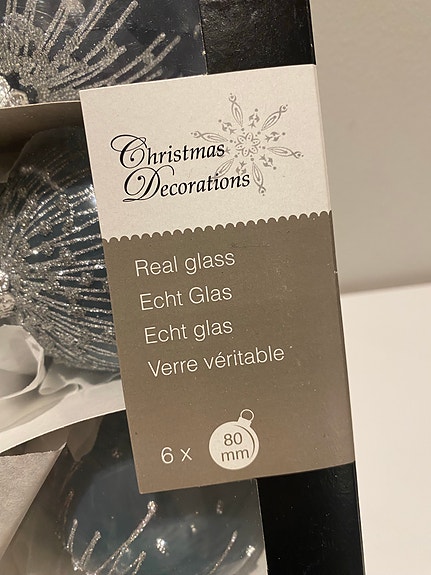 Christmas
Decorations
Real glass
Echt Glas
Echt glas
Verre véritable
6 x 80
mm